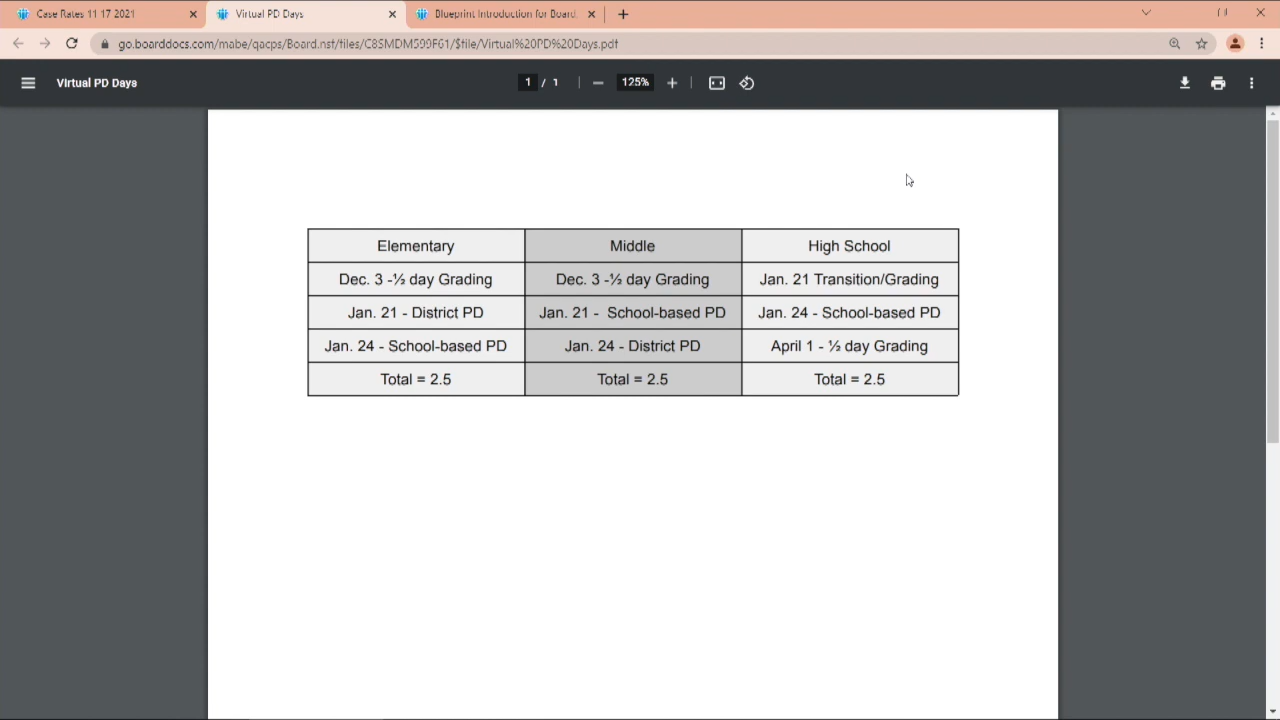 Case Rates 11 17 2021
Virtual PD Days
Blueprint Introduction for Board
go.boarddocs.com/mabe/qacps/Board.nsf/files/C8SMDM599F61/$file/Virtual%20PD%20Days.pdf
Virtual PD Days
1 / 1
125%
Elementary Middle High School
Dec. 3 -½ day Grading Dec. 3 -½ day Grading Jan. 21 Transition/Grading
Jan. 21 - District PD Jan. 21 - School-based PD Jan. 24 - School-based PD
Jan. 24 - School-based PD Jan. 24 - District PD April 1 - ½ day Grading
Total = 2.5 Total = 2.5 Total = 2.5